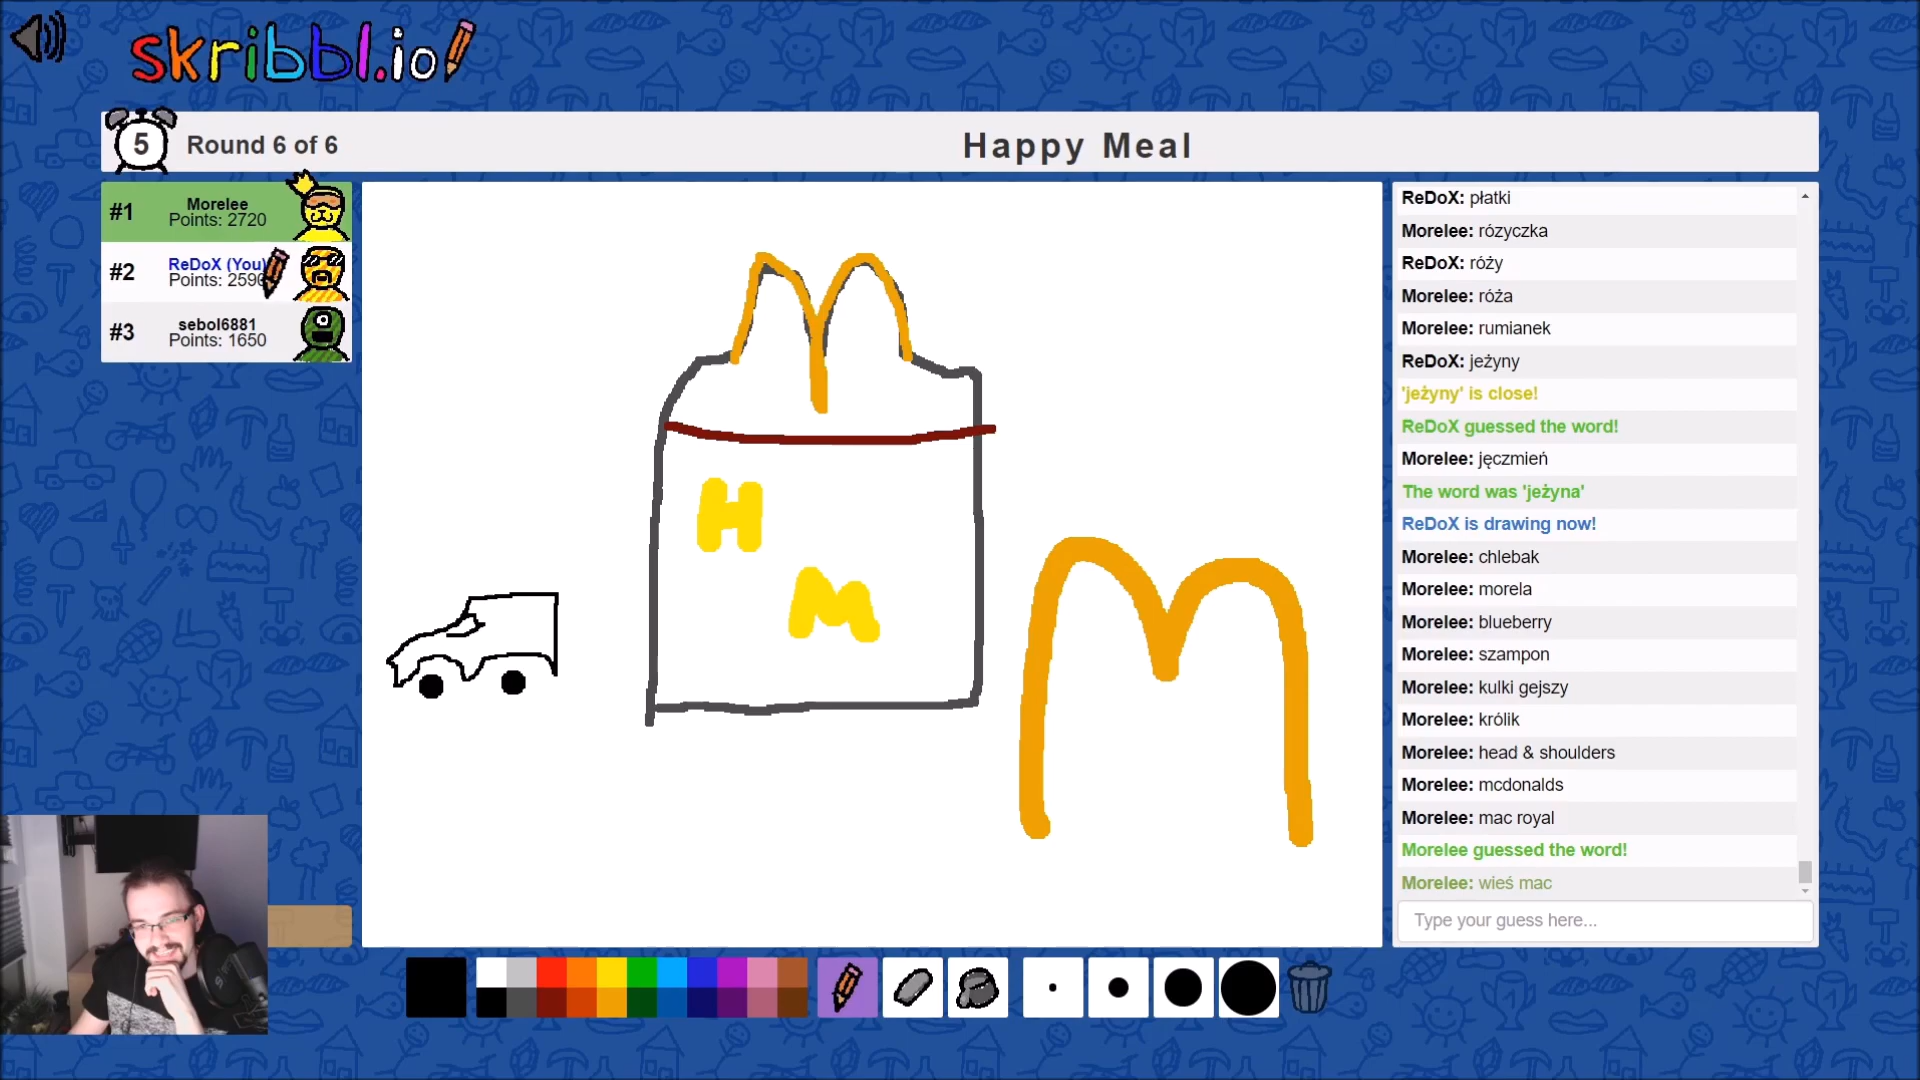 skribbl.io
5
Round 6 of 6
Happy Meal
#1
Morelee
Points: 2720
#2
ReDoX (You)
Points: 2590
#3
sebol6881
Points: 1650
H
M
ReDoX: płatki
Morelee: rózyczka
ReDoX: róży
Morelee: róża
Morelee: rumianek
ReDoX: jeżyny
'jeżyny' is close!
ReDoX guessed the word!
Morelee: jęczmień
The word was 'jeżyna'
ReDoX is drawing now!
Morelee: chlebak
Morelee: morela
Morelee: blueberry
Morelee: szampon
Morelee: kulki gejszy
Morelee: królik
Morelee: head & shoulders
Morelee: mcdonalds
Morelee: mac royal
Morelee guessed the word!
Morelee: wieś mac
Type your guess here...